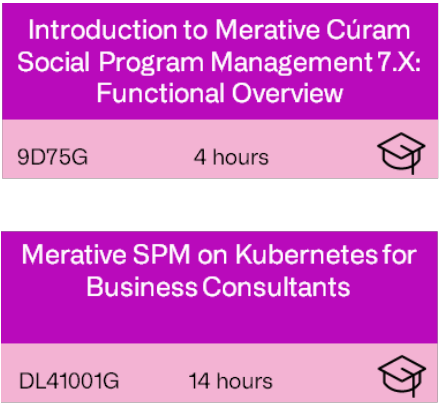 Introduction to Merative Cúram
Social Program Management 7.X:
Functional Overview
9D75G 4 hours
Merative SPM on Kubernetes for
Business Consultants
DL41001G 14 hours